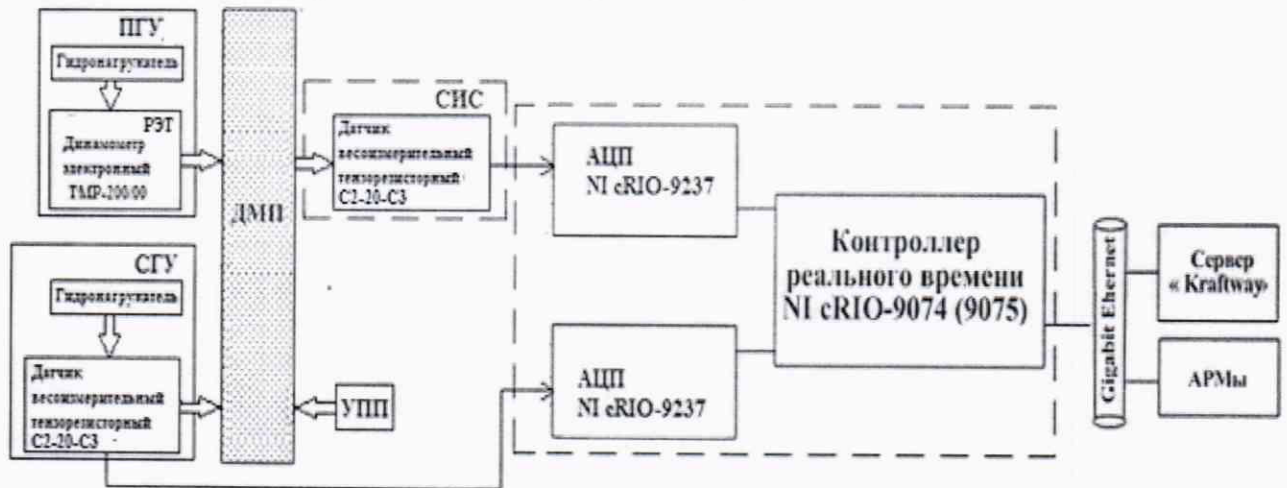 ПГУ
Гидронагружатель
РЭТ
Динамометр
электронный
ТМР-200/00
СГУ
Гидронагружатель
Датчик
весоизмерительный
тензорезисторный
С2-20-С3
ДМП
УПП
СИС
Датчик
весоизмерительный
тензорезисторный
С2-20-С3
АЦП
NI cRIO-9237
АЦП
NI cRIO-9237
Контроллер
реального времени
NI cRIO-9074 (9075)
Gigabit Ehernet
Сервер
« Kraftway»
АРМы